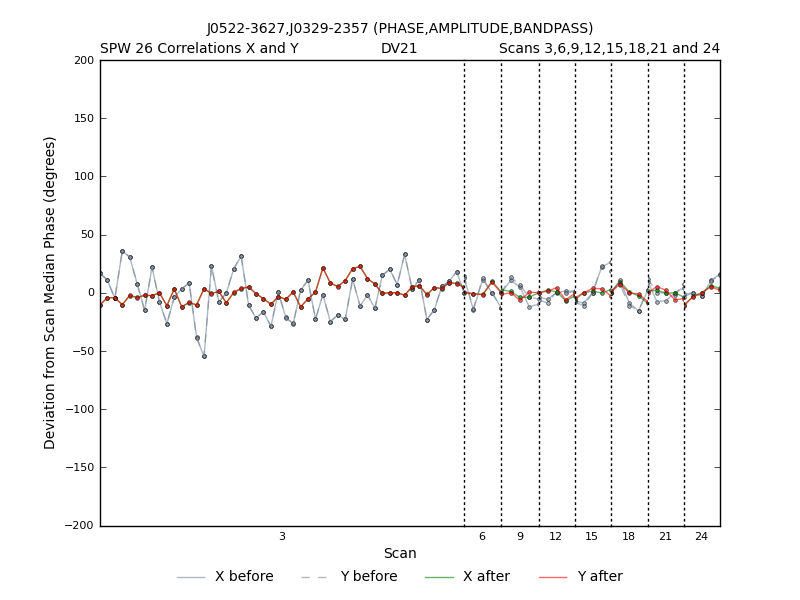 J0522-3627,J0329-2357 (PHASE,AMPLITUDE,BANDPASS)
SPW 26 Correlations X and Y DV21 Scans 3,6,9,12,15,18,21 and 24
200
150
100
50
0
−50
−100
−150
−200
Deviation from Scan Median Phase (degrees)
3 6 9 12 15 18 21 24
Scan
X before Y before X after Y after